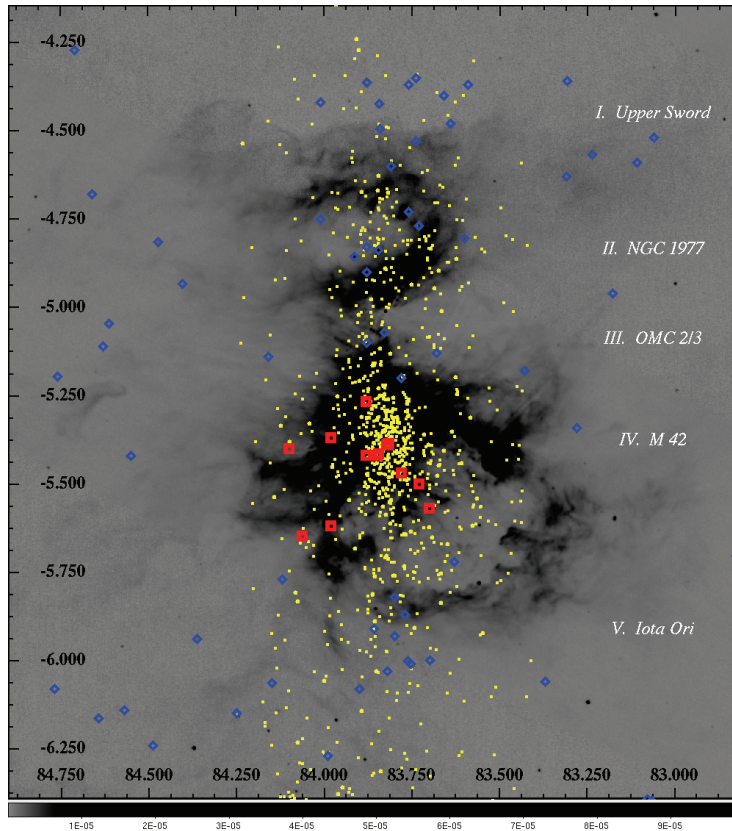 -4.250
-4.500
I. Upper Sword
-4.750
II. NGC 1977
-5.000
III. OMC 2/3
-5.250
IV. M 42
-5.500
-5.750
V. Iota Ori
-6.000
-6.250
84.750 84.500 84.250 84.000 83.750 83.500 83.250 83.000
1E-05 2E-05 3E-05 4E-05 5E-05 6E-05 7E-05 8E-05 9E-05